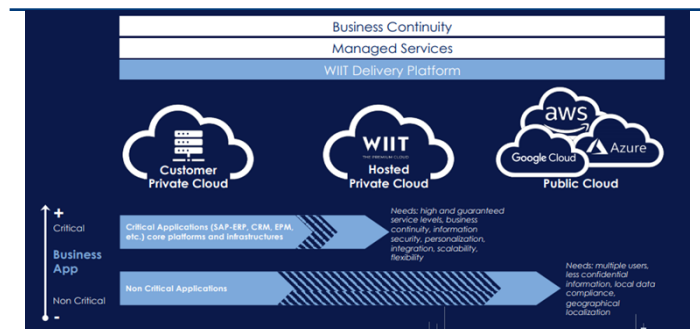 Business Continuity
Managed Services
WIIT Delivery Platform
Customer
Private Cloud
WIIT
THE PREMIUM CLOUD
Hosted
Private Cloud
aws
Google Cloud
Azure
Public Cloud
+
Critical
Business
App
Non Critical
-
Critical Applications (SAP-ERP, CRM, EPM,
etc.) core platforms and infrastructures
Needs: high and guaranteed
service levels, business
continuity, information
security, personalization,
integration, scalability,
flexibility
Non Critical Applications
Needs: multiple users,
less confidential
information, local data
compliance,
geographical
localization